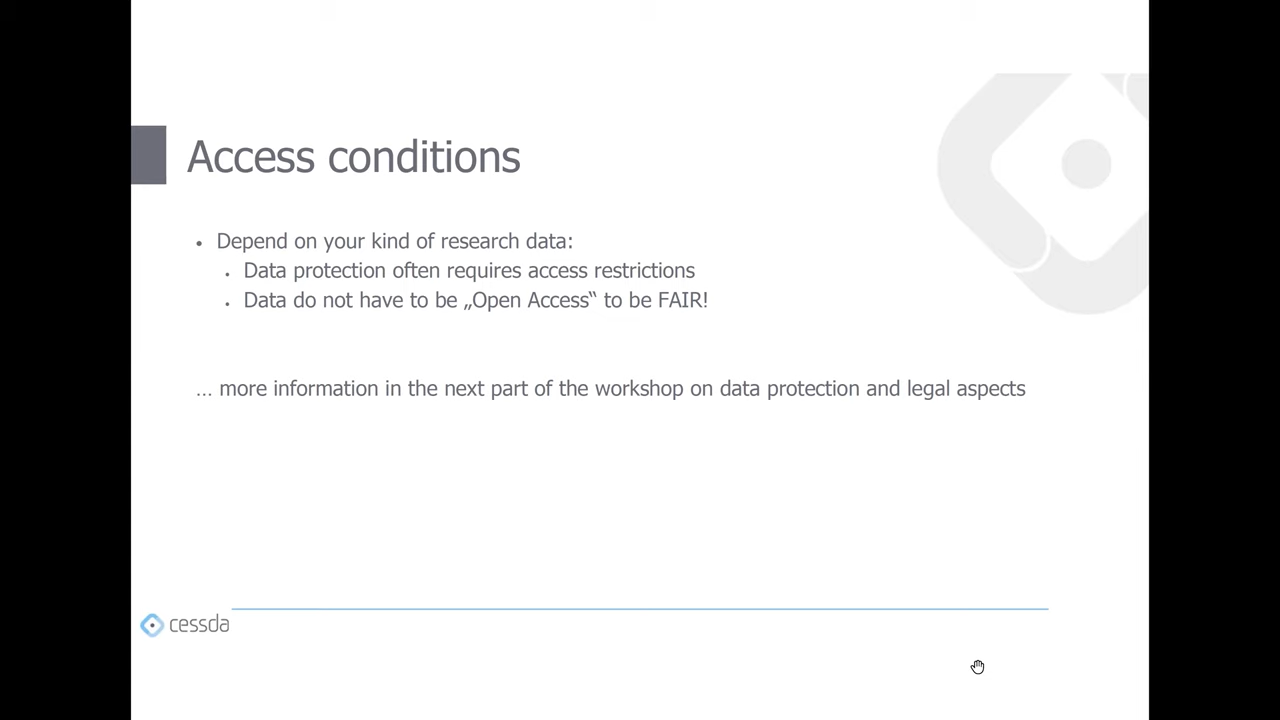 Access conditions
• Depend on your kind of research data:
• Data protection often requires access restrictions
• Data do not have to be „Open Access“ to be FAIR!
... more information in the next part of the workshop on data protection and legal aspects
cessda